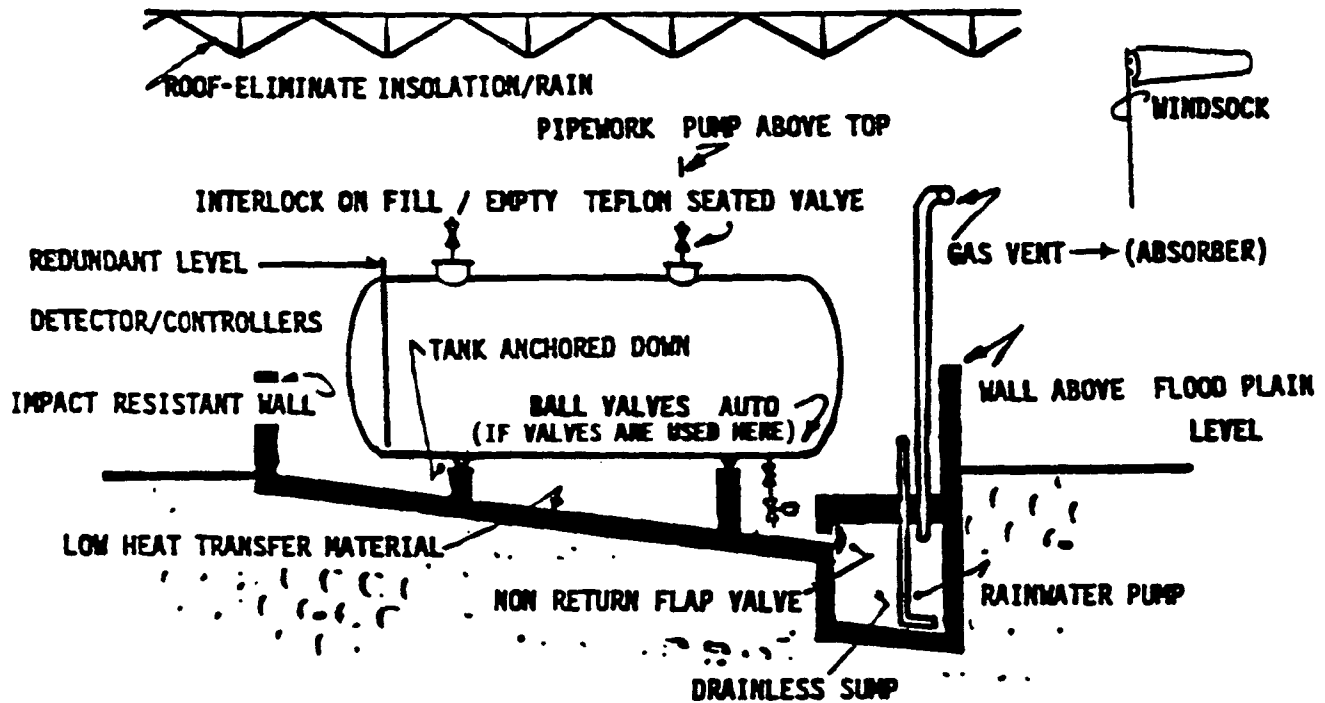 ROOF-ELIMINATE INSOLATION/RAIN
WINDSOCK
PIPEWORK PUMP ABOVE TOP
INTERLOCK ON FILL / EMPTY TEFLON SEATED VALVE
GAS VENT → (ABSORBER)
REDUNDANT LEVEL
DETECTOR/CONTROLLERS
TANK ANCHORED DOWN
IMPACT RESISTANT WALL
BALL VALVES AUTO
(IF VALVES ARE USED HERE)
WALL ABOVE FLOOD PLAIN
LEVEL
LOW HEAT TRANSFER MATERIAL
NON RETURN FLAP VALVE
RAINWATER PUMP
DRAINLESS SUMP